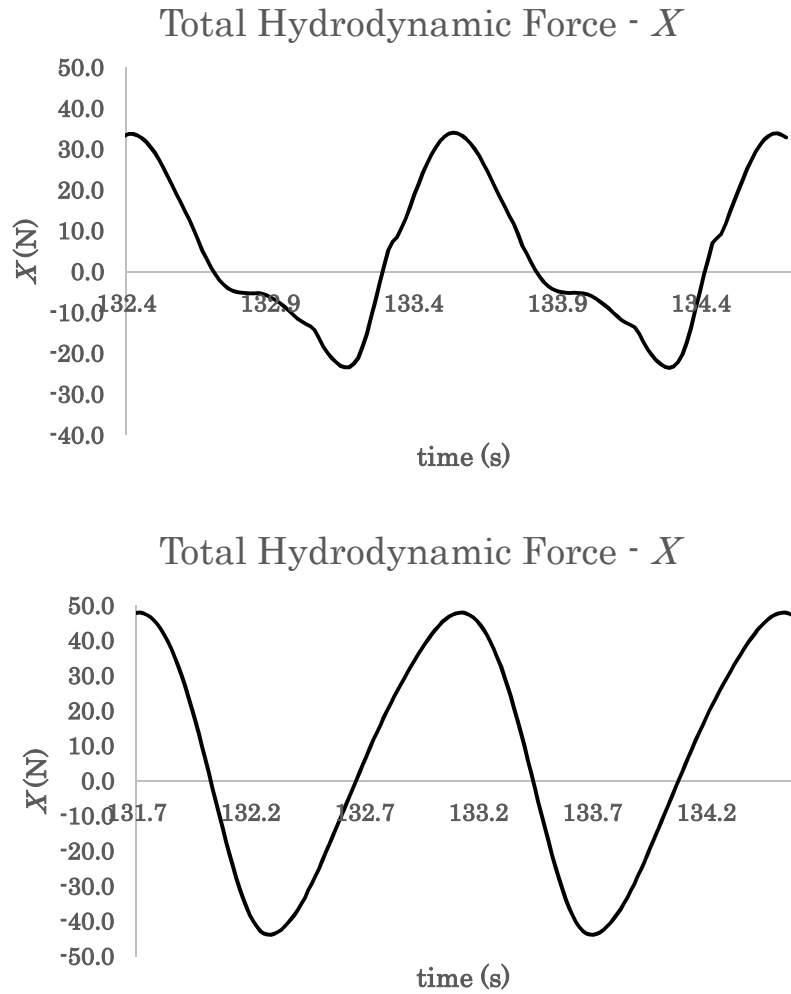 Total Hydrodynamic Force - X
50.0
40.0
30.0
20.0
10.0
0.0
-10.0
-20.0
-30.0
-40.0
X (N)
132.4 132.9 133.4 133.9 134.4
time (s)
Total Hydrodynamic Force - X
50.0
40.0
30.0
20.0
10.0
0.0
-10.0
-20.0
-30.0
-40.0
-50.0
X (N)
131.7 132.2 132.7 133.2 133.7 134.2
time (s)